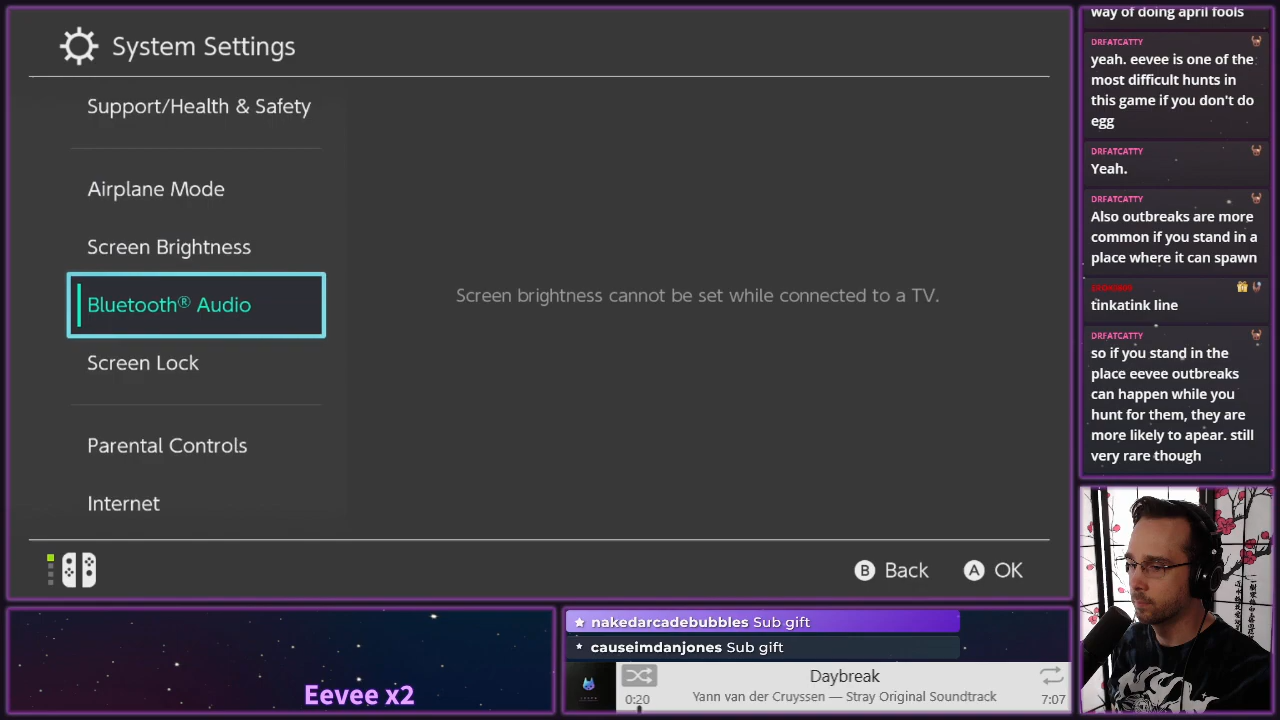 System Settings
Support/Health & Safety
Airplane Mode
Screen Brightness
Bluetooth® Audio
Screen Lock
Parental Controls
Internet
Screen brightness cannot be set while connected to a TV.
B Back
A OK
way of doing april fools
DRFATCATTY
yeah. eevee is one of the
most difficult hunts in
this game if you don't do
egg
DRFATCATTY
Yeah.
DRFATCATTY
Also outbreaks are more
common if you stand in a
place where it can spawn
tinkatink line
DRFATCATTY
so if you stand in the
place eevee outbreaks
can happen while you
hunt for them, they are
more likely to apear. still
very rare though
Eevee x2
nakedarcadebubbles Sub gift
causeimdanjones Sub gift
Daybreak
0:20
Yann van der Cruyssen — Stray Original Soundtrack
7:07